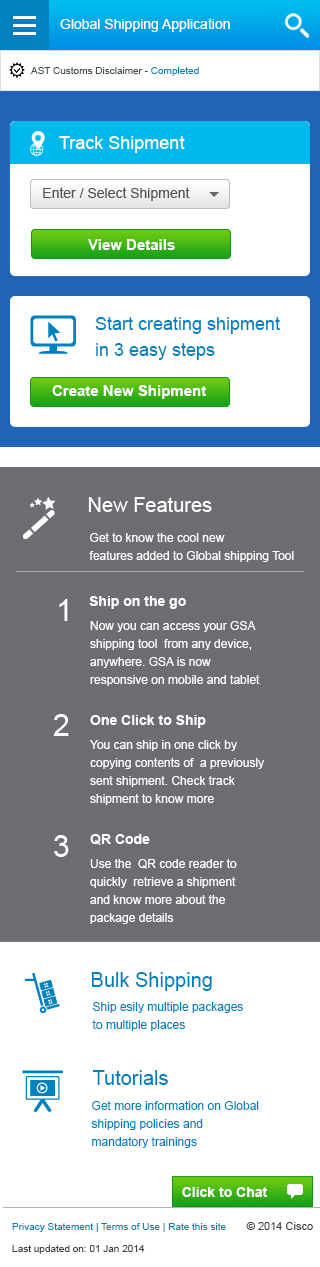 Global Shipping Application
AST Customs Disclaimer - Completed
Track Shipment
Enter / Select Shipment
View Details
Start creating shipment
in 3 easy steps
Create New Shipment
New Features
Get to know the cool new
features added to Global shipping Tool
1
Ship on the go
Now you can access your GSA
shipping tool from any device,
anywhere. GSA is now
responsive on mobile and tablet
2
One Click to Ship
You can ship in one click by
copying contents of a previously
sent shipment. Check track
shipment to know more
3
QR Code
Use the QR code reader to
quickly retrieve a shipment
and know more about the
package details
Bulk Shipping
Ship esily multiple packages
to multiple places
Tutorials
Get more information on Global
shipping policies and
mandatory trainings
Click to Chat
Privacy Statement | Terms of Use | Rate this site © 2014 Cisco
Last updated on: 01 Jan 2014